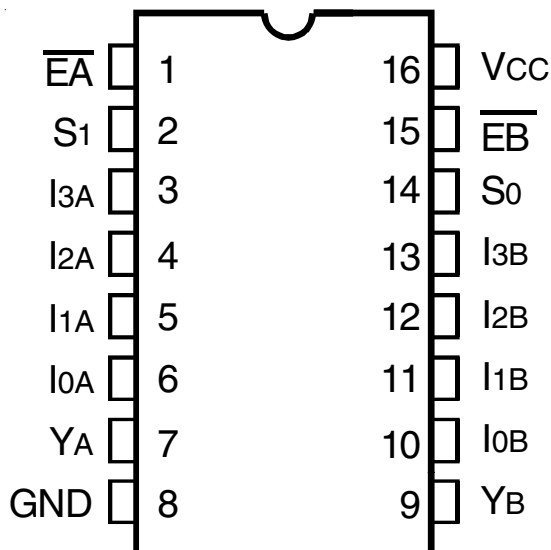 EA 1 16 VCC
S1 2 15 EB
I3A 3 14 S0
I2A 4 13 I3B
I1A 5 12 I2B
I0A 6 11 I1B
YA 7 10 I0B
GND 8 9 YB